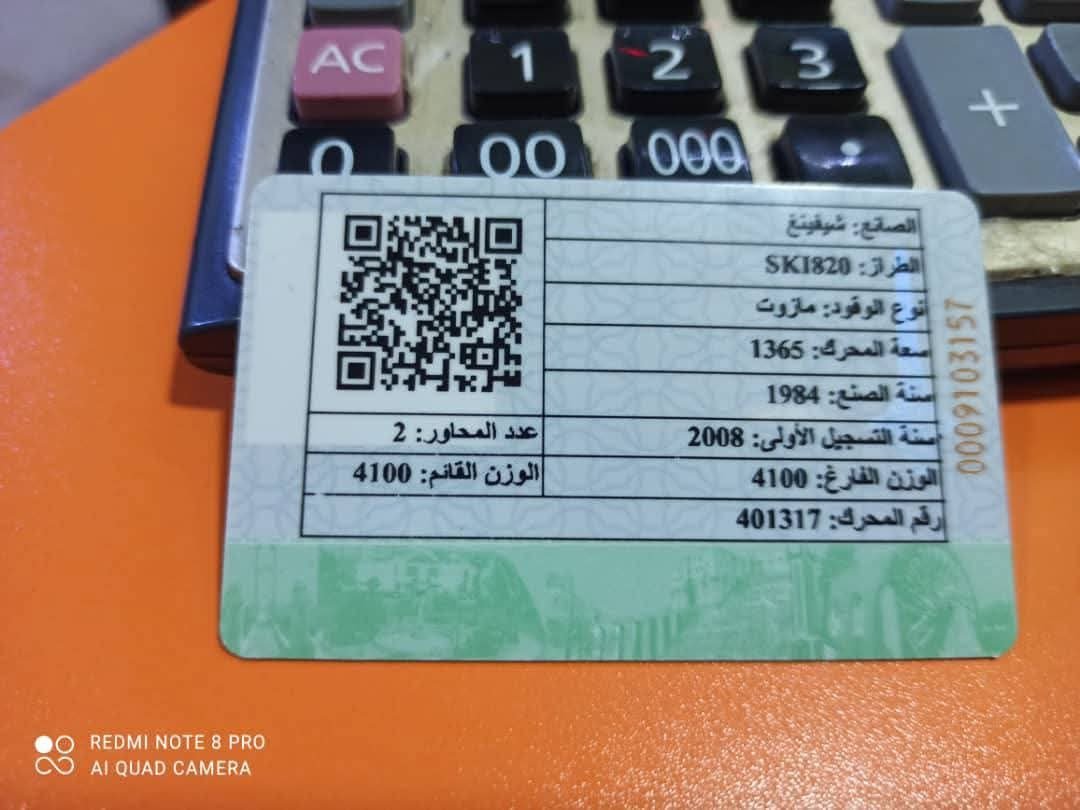 AC 1 2 3 +
0 00 000 .
الصانع: شيفينغ
الطراز: SKI820
نوع الوقود: مازوت
سعة المحرك: 1365
سنة الصنع: 1984
سنة التسجيل الأولى: 2008
عدد المحاور: 2
الوزن الفارغ: 4100
الوزن القائم: 4100
رقم المحرك: 401317
0009103157
REDMI NOTE 8 PRO
AI QUAD CAMERA